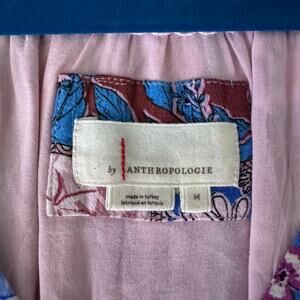 by ANTHROPOLOGIE
made in turkey
fabriqué en turquie
M